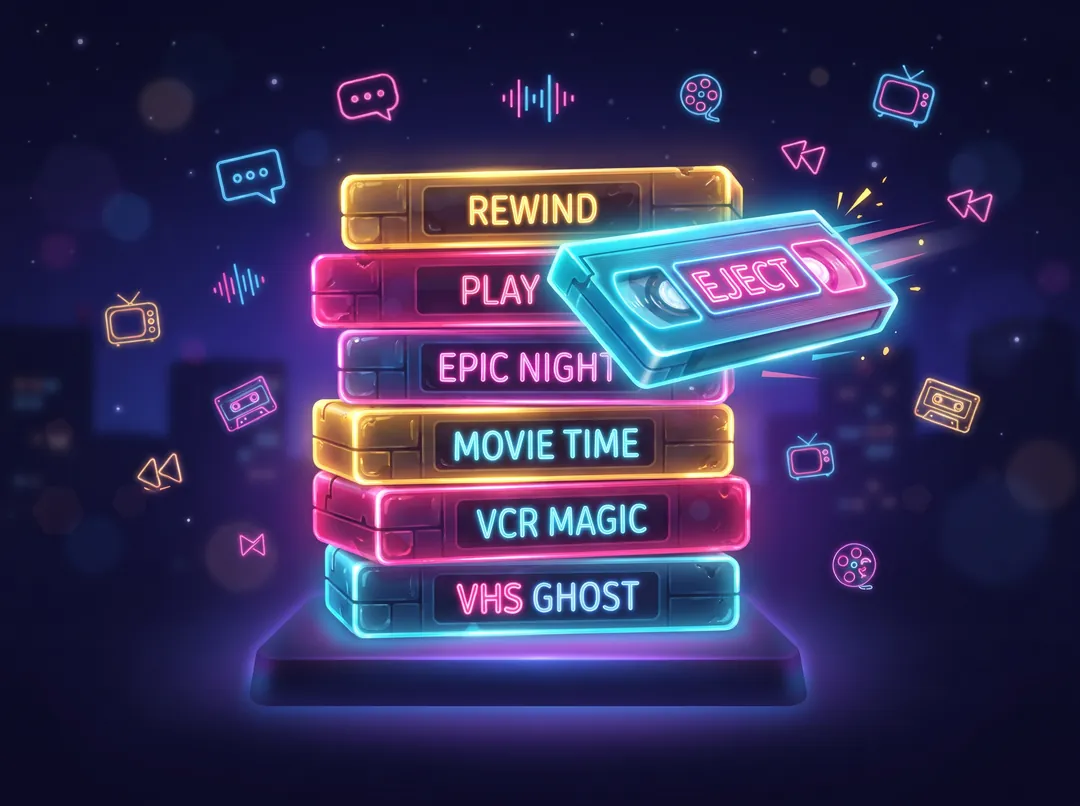 REWIND
PLAY
EJECT
EPIC NIGHT
MOVIE TIME
VCR MAGIC
VHS GHOST